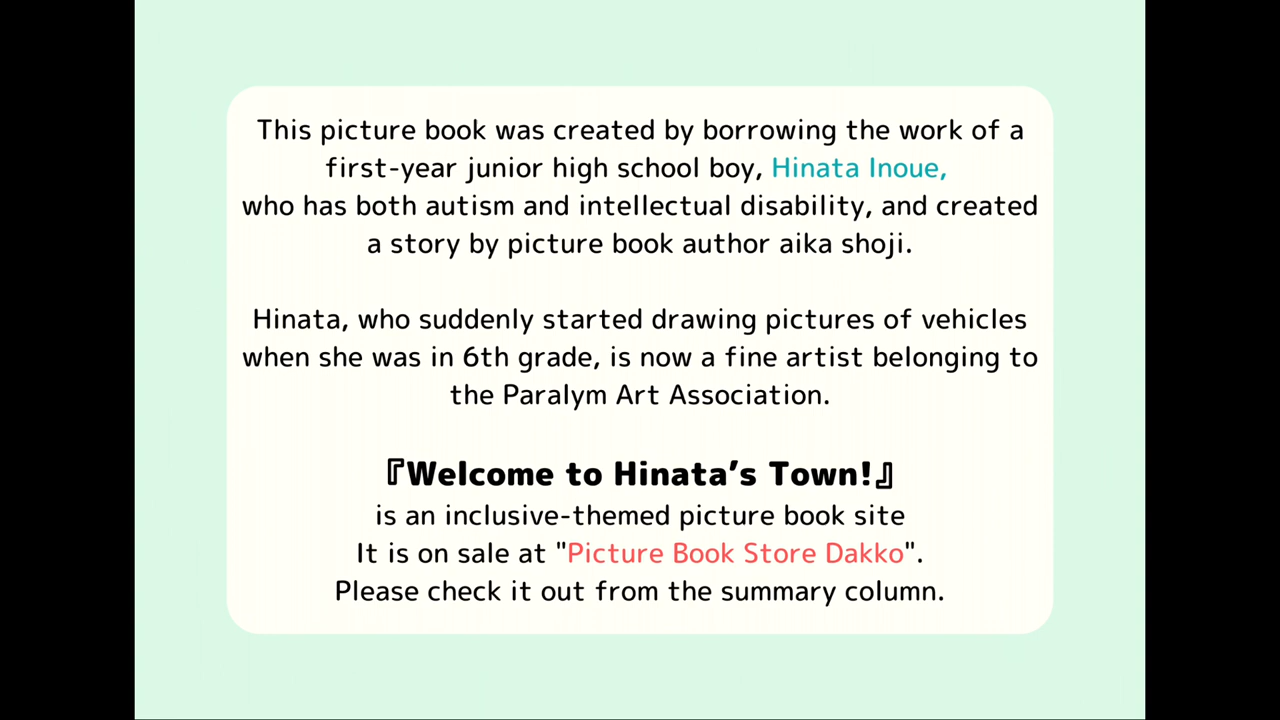 This picture book was created by borrowing the work of a
first-year junior high school boy, Hinata Inoue,
who has both autism and intellectual disability, and created
a story by picture book author aika shoji.
Hinata, who suddenly started drawing pictures of vehicles
when she was in 6th grade, is now a fine artist belonging to
the Paralym Art Association.
『Welcome to Hinata’s Town!』
is an inclusive-themed picture book site
It is on sale at "Picture Book Store Dakko".
Please check it out from the summary column.